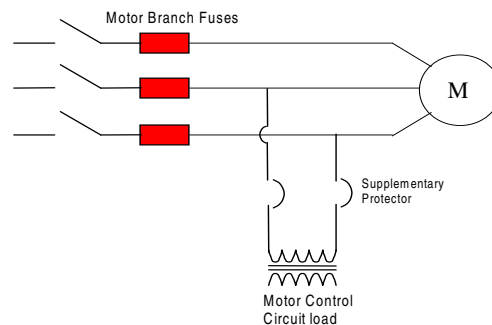 Motor Branch Fuses
M
Supplementary
Protector
Motor Control
Circuit load